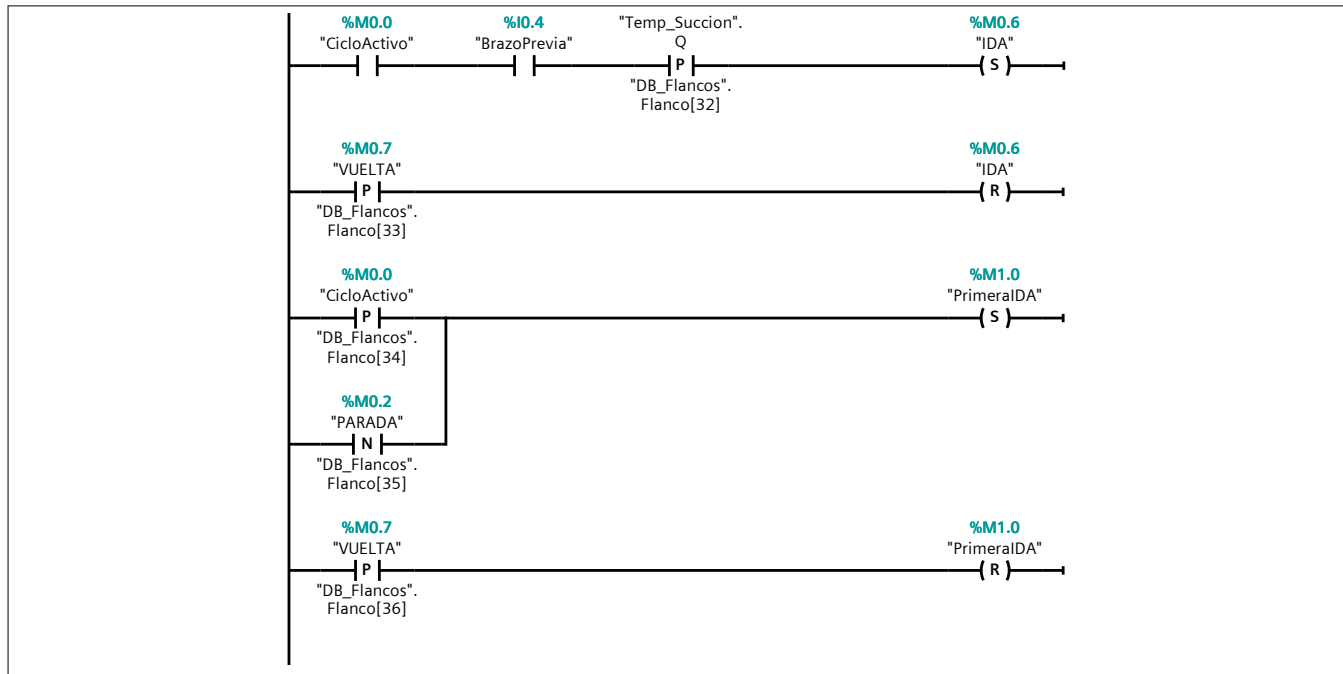 %M0.0 %I0.4 "Temp_Succion". %M0.6
"CicloActivo" "BrazoPrevia" Q "IDA"
P S
"DB_Flancos".
Flanco[32]
%M0.7 %M0.6
"VUELTA" "IDA"
P R
"DB_Flancos".
Flanco[33]
%M0.0 %M1.0
"CicloActivo" "PrimeraIDA"
P S
"DB_Flancos".
Flanco[34]
%M0.2
"PARADA"
N
"DB_Flancos".
Flanco[35]
%M0.7 %M1.0
"VUELTA" "PrimeraIDA"
P R
"DB_Flancos".
Flanco[36]